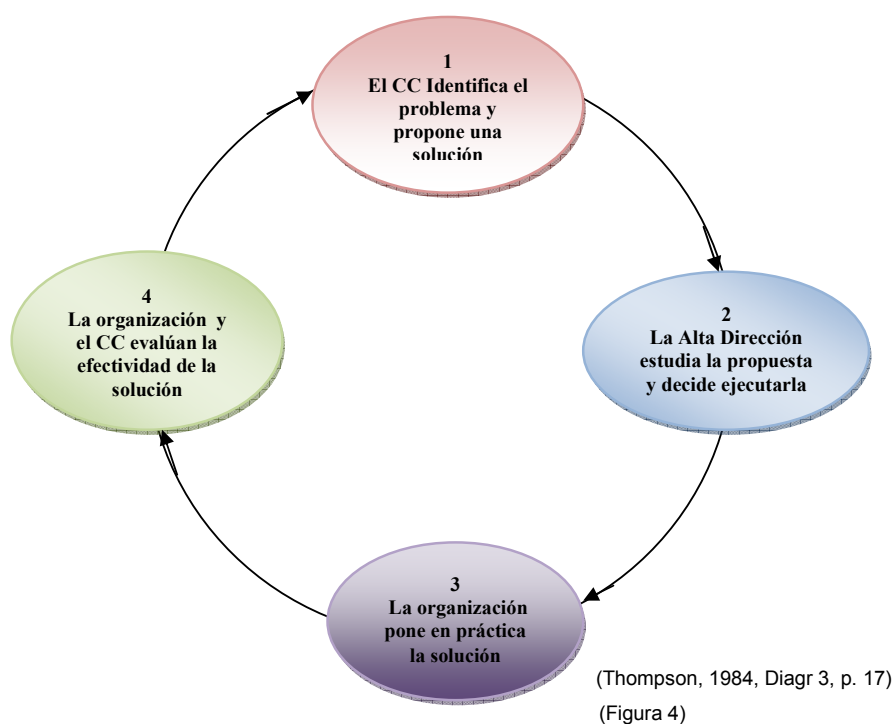 1
El CC Identifica el
problema y
propone una
solución
2
La Alta Dirección
estudia la propuesta
y decide ejecutarla
3
La organización
pone en práctica
la solución
4
La organización y
el CC evalúan la
efectividad de la
solución
(Thompson, 1984, Diagr 3, p. 17)
(Figura 4)